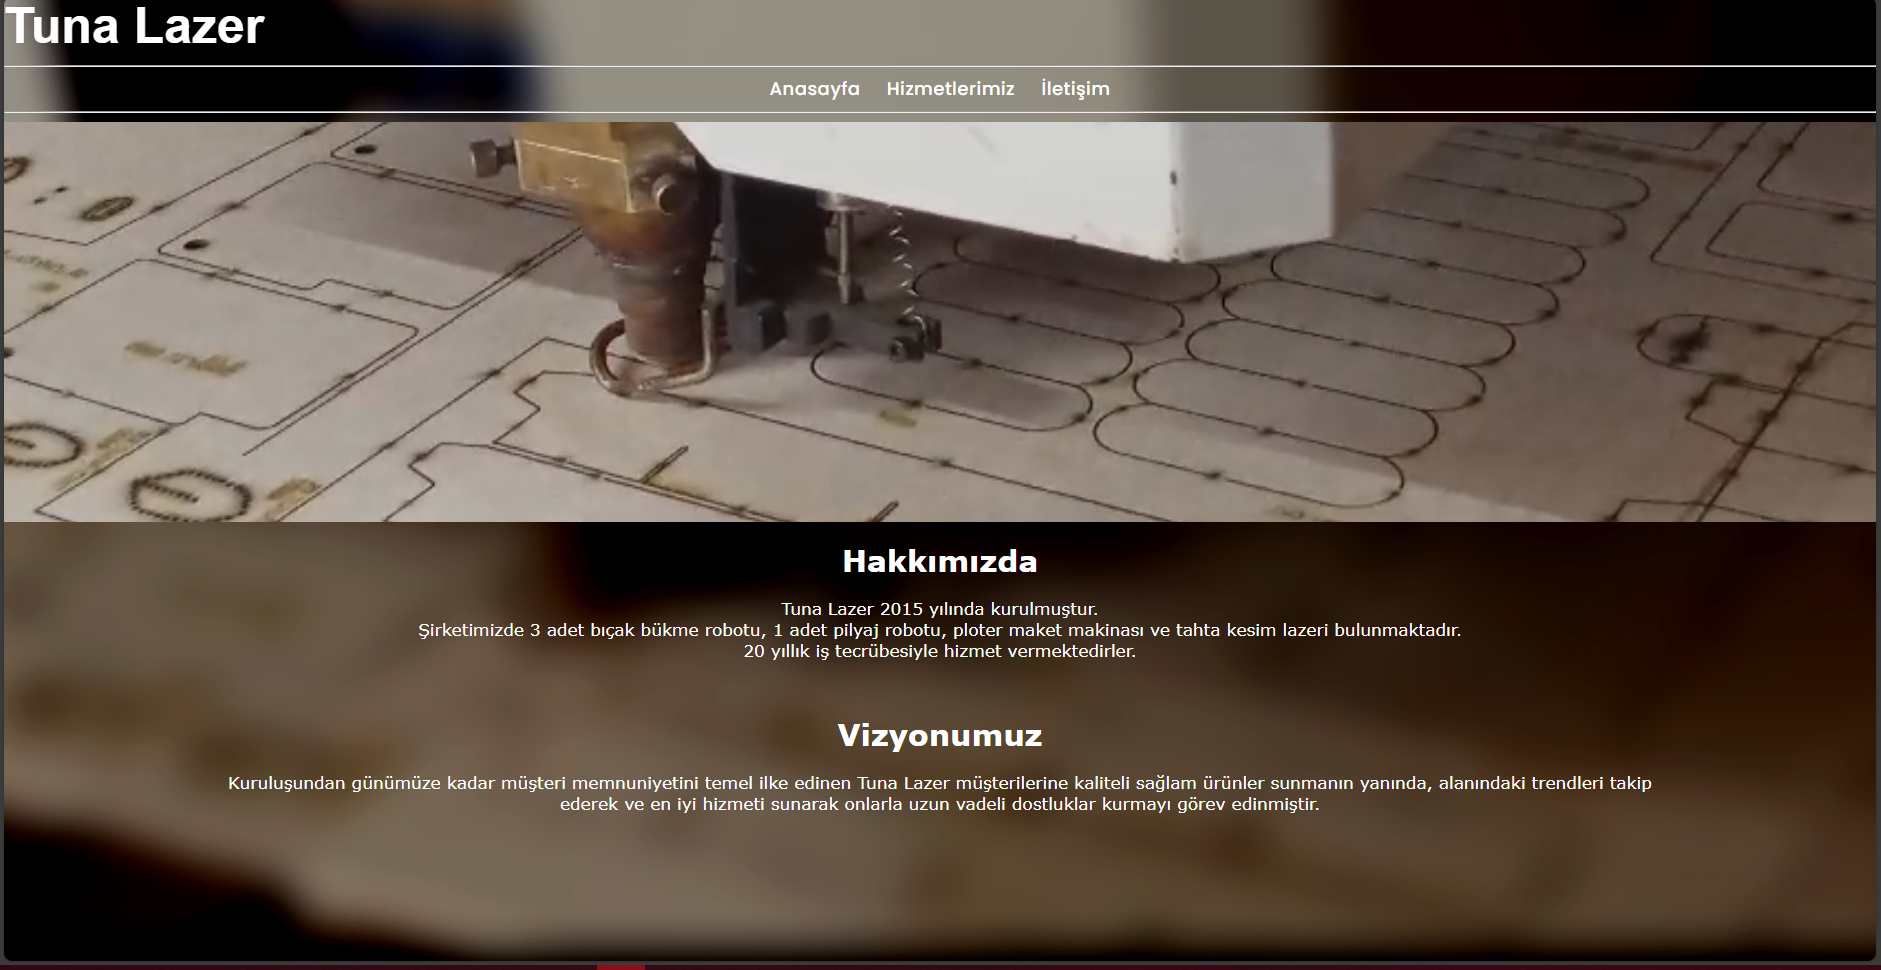 Tuna Lazer
Anasayfa Hizmetlerimiz İletişim
Hakkımızda
Tuna Lazer 2015 yılında kurulmuştur.
Şirketimizde 3 adet bıçak bükme robotu, 1 adet pilyaj robotu, ploter maket makinası ve tahta kesim lazeri bulunmaktadır.
20 yıllık iş tecrübesiyle hizmet vermektedirler.
Vizyonumuz
Kuruluşundan günümüze kadar müşteri memnuniyetini temel ilke edinen Tuna Lazer müşterilerine kaliteli sağlam ürünler sunmanın yanında, alanındaki trendleri takip
ederek ve en iyi hizmeti sunarak onlarla uzun vadeli dostluklar kurmayı görev edinmiştir.